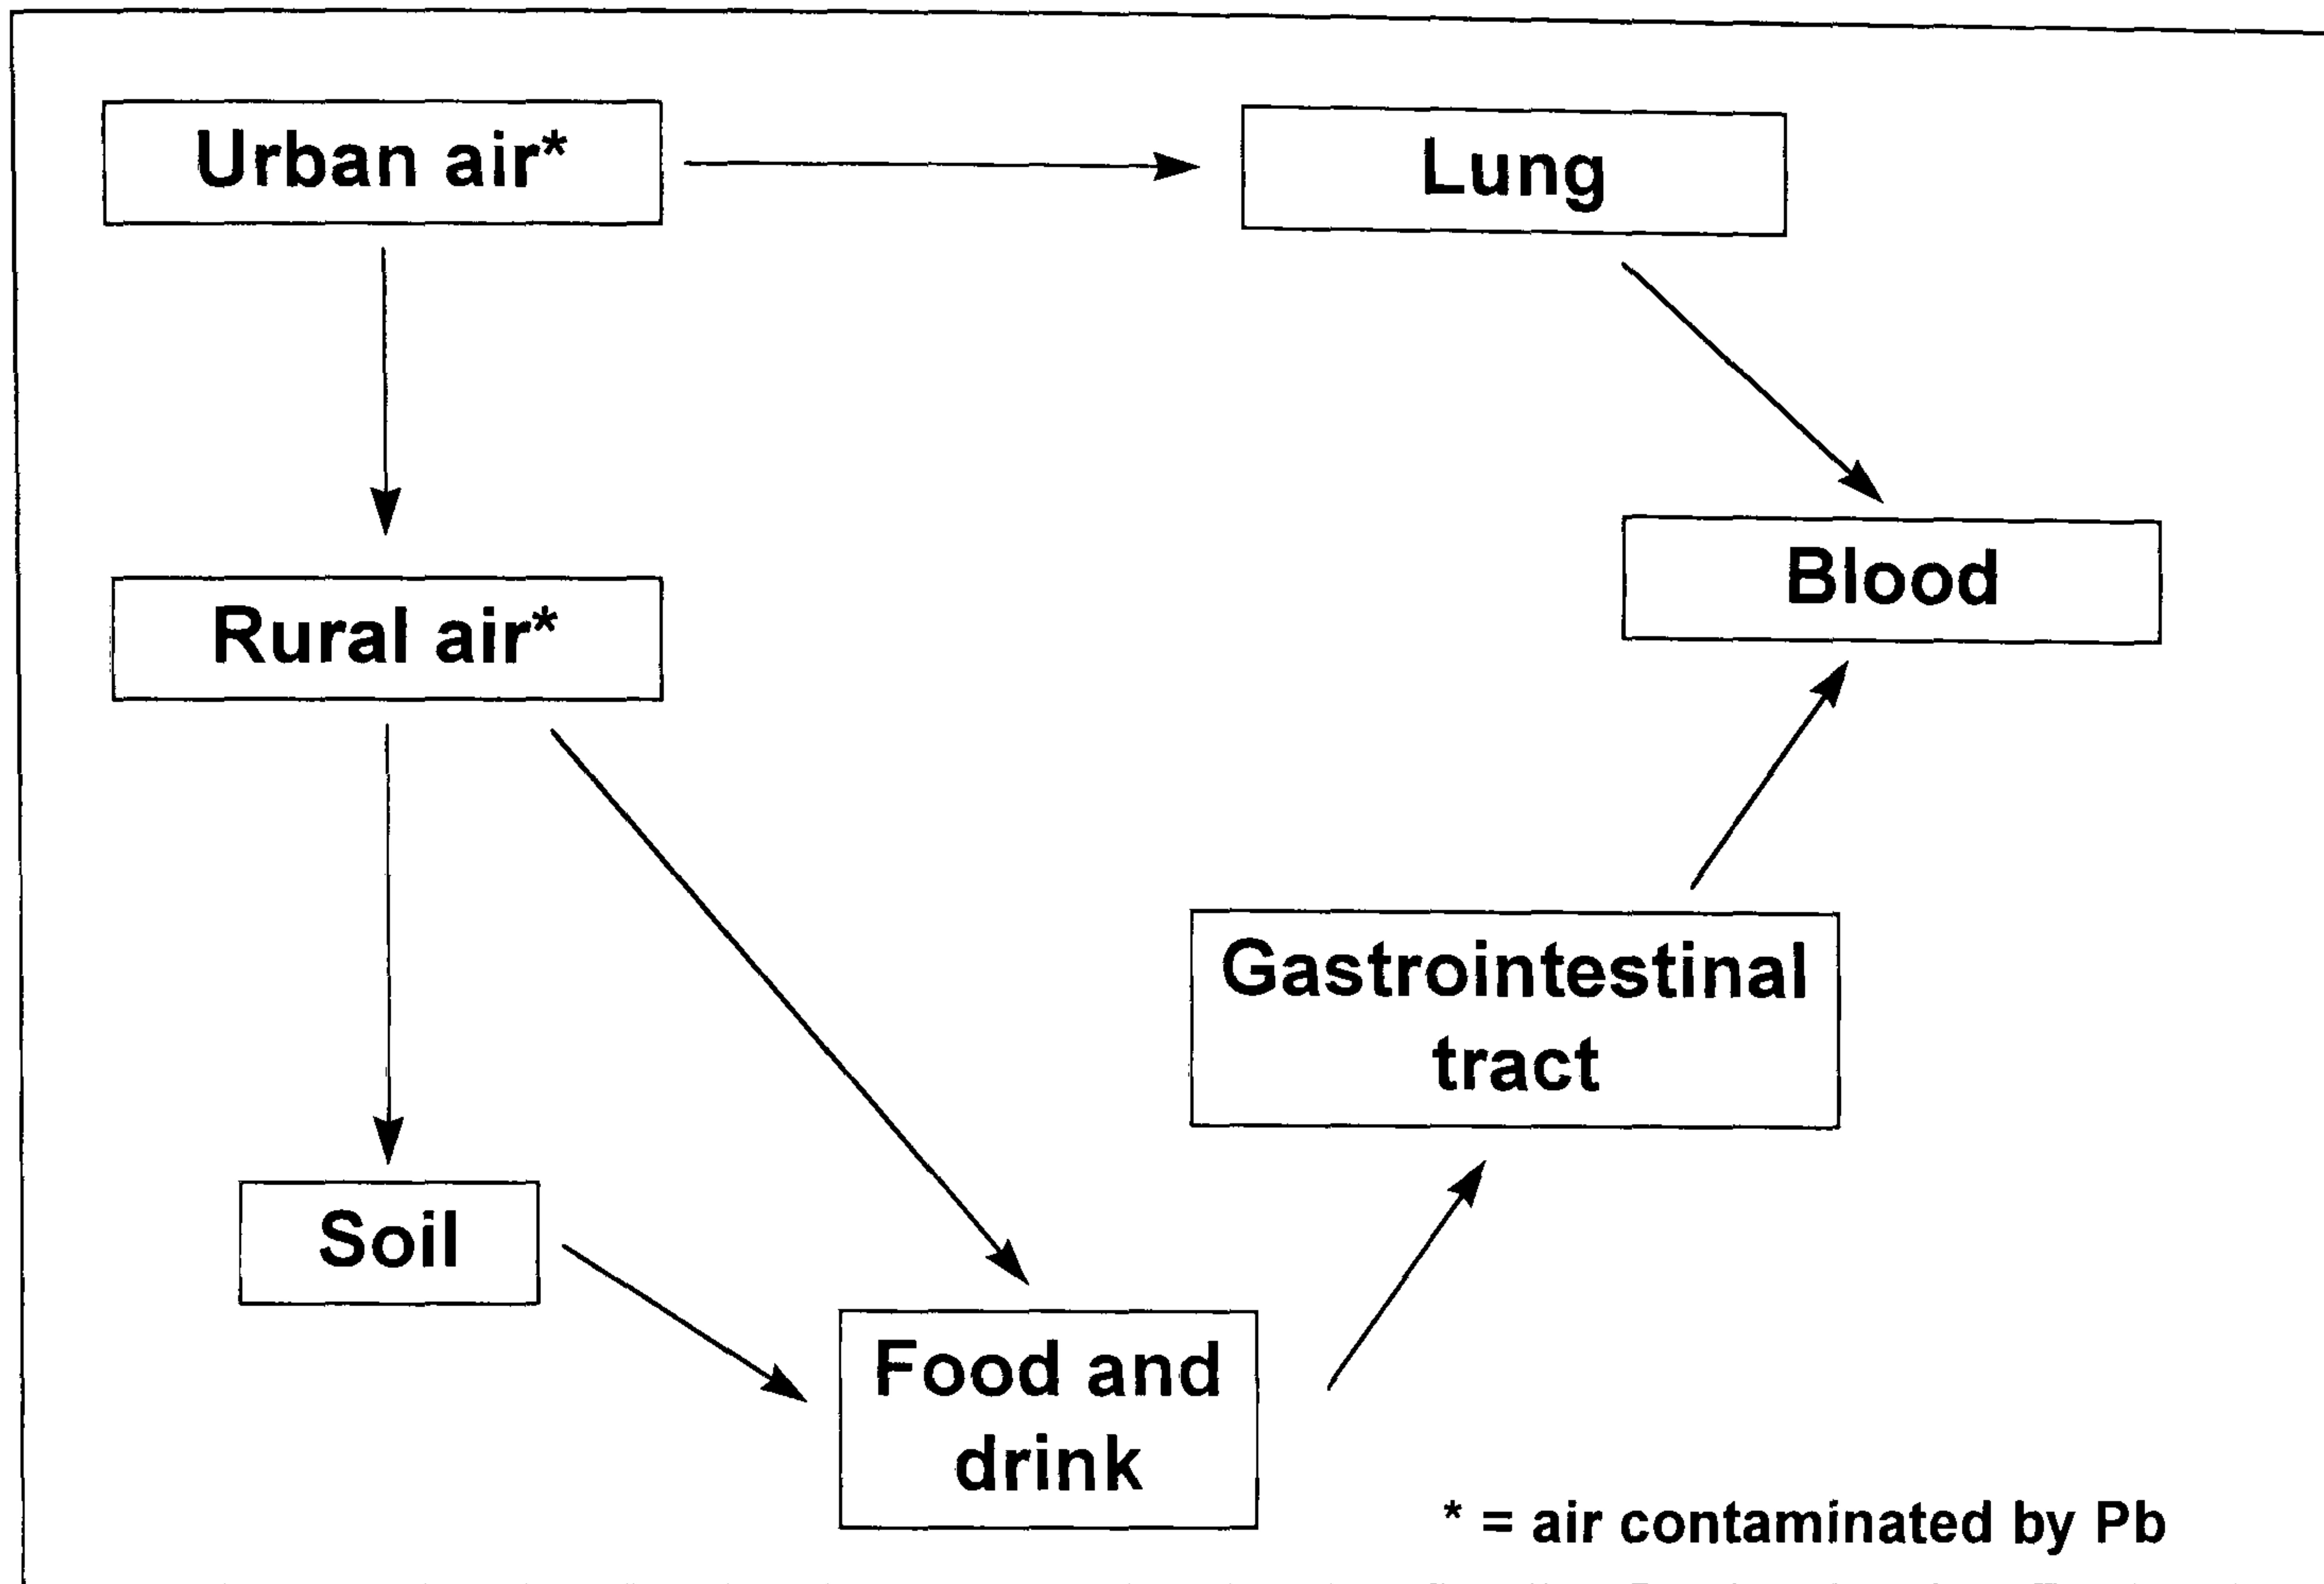 Urban air*
Lung
Blood
Rural air*
Gastrointestinal
tract
Soil
Food and
drink
* = air contaminated by Pb